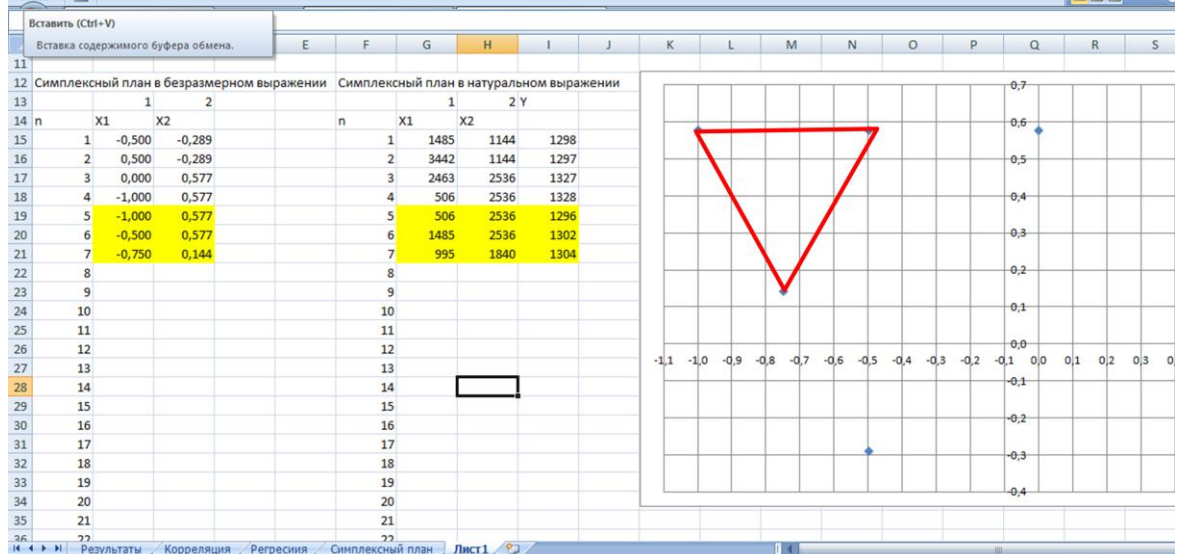 Вставить (Ctrl+V)
Вставка содержимого буфера обмена.
E F G H I J K L M N O P Q R S
11
12 Симплексный план в безразмерном выражении Симплексный план в натуральном выражении
13 1 2 1 2 Y
14 n X1 X2 n X1 X2
15 1 -0,500 -0,289 1 1485 1144 1298
16 2 0,500 -0,289 2 3442 1144 1297
17 3 0,000 0,577 3 2463 2536 1327
18 4 -1,000 0,577 4 506 2536 1328
19 5 -1,000 0,577 5 506 2536 1296
20 6 -0,500 0,577 6 1485 2536 1302
21 7 -0,750 0,144 7 995 1840 1304
22 8 8
23 9 9
24 10 10
25 11 11
26 12 12
27 13 13
28 14 14
29 15 15
30 16 16
31 17 17
32 18 18
33 19 19
34 20 20
35 21 21
36 22 22
0,7
0,6
0,5
0,4
0,3
0,2
0,1
0,0
-1,1 -1,0 -0,9 -0,8 -0,7 -0,6 -0,5 -0,4 -0,3 -0,2 -0,1 0,0 0,1 0,2 0,3
-0,1
-0,2
-0,3
-0,4
Результаты Корреляция Регресиия Симплексный план Лист1